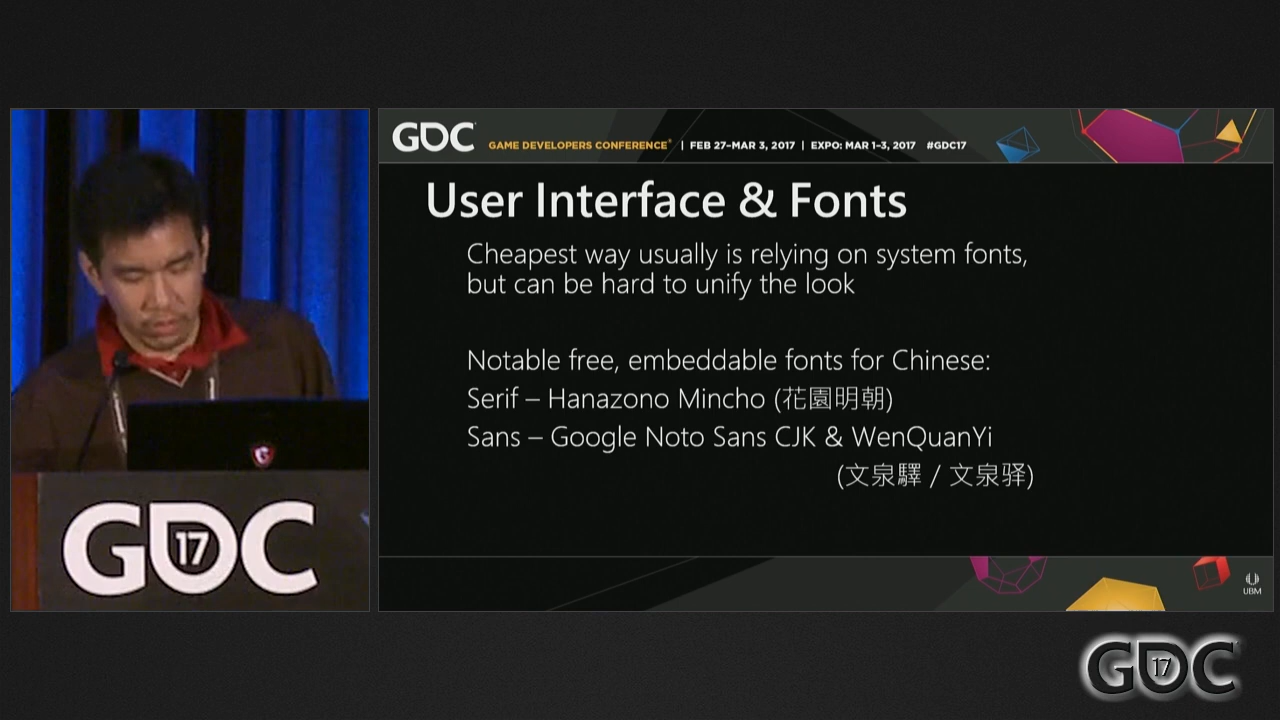 GDC
GAME DEVELOPERS CONFERENCE® | FEB 27–MAR 3, 2017 | EXPO: MAR 1–3, 2017 #GDC17
User Interface & Fonts
Cheapest way usually is relying on system fonts,
but can be hard to unify the look
Notable free, embeddable fonts for Chinese:
Serif – Hanazono Mincho (花園明朝)
Sans – Google Noto Sans CJK & WenQuanYi
(文泉驛 / 文泉驿)
GDC
17
UBM
GDC
17